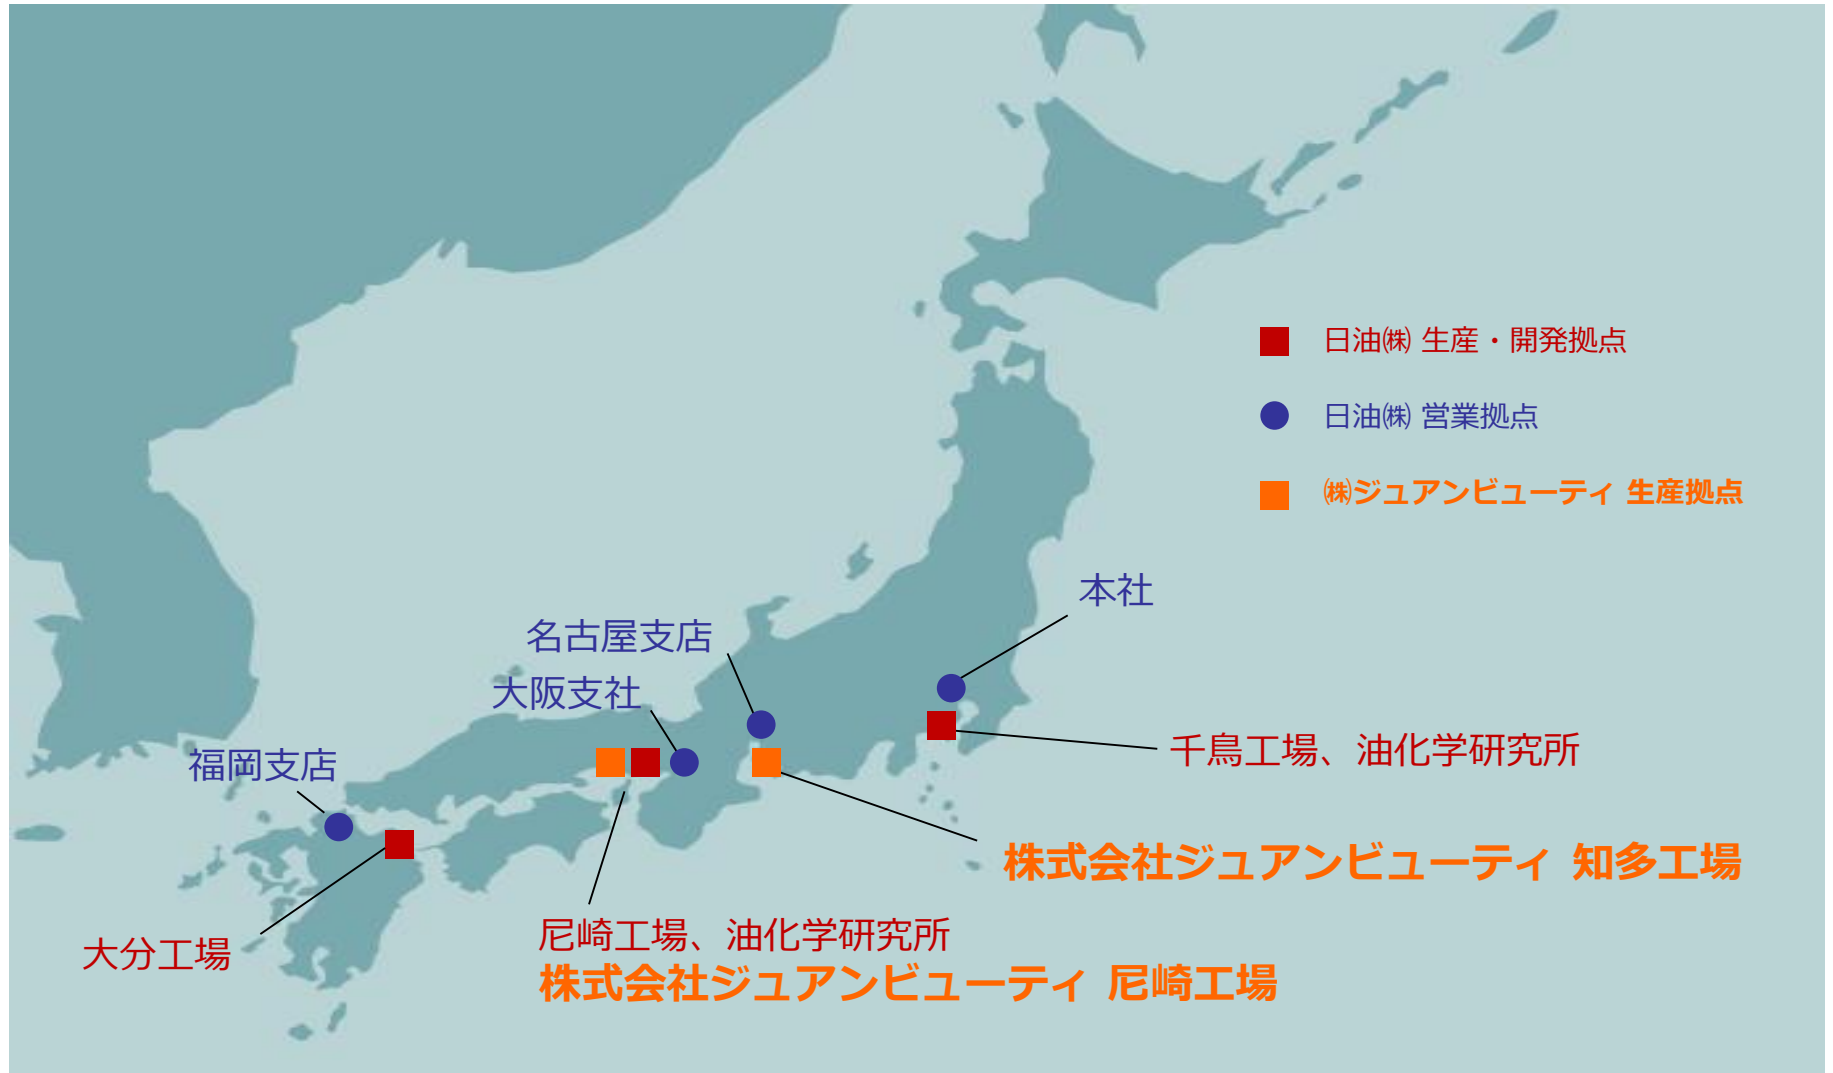 日油㈱ 生産・開発拠点
日油㈱ 営業拠点
㈱ジュアンビューティ 生産拠点
本社
名古屋支店
大阪支社
千鳥工場、油化学研究所
福岡支店
株式会社ジュアンビューティ 知多工場
尼崎工場、油化学研究所
大分工場
株式会社ジュアンビューティ 尼崎工場